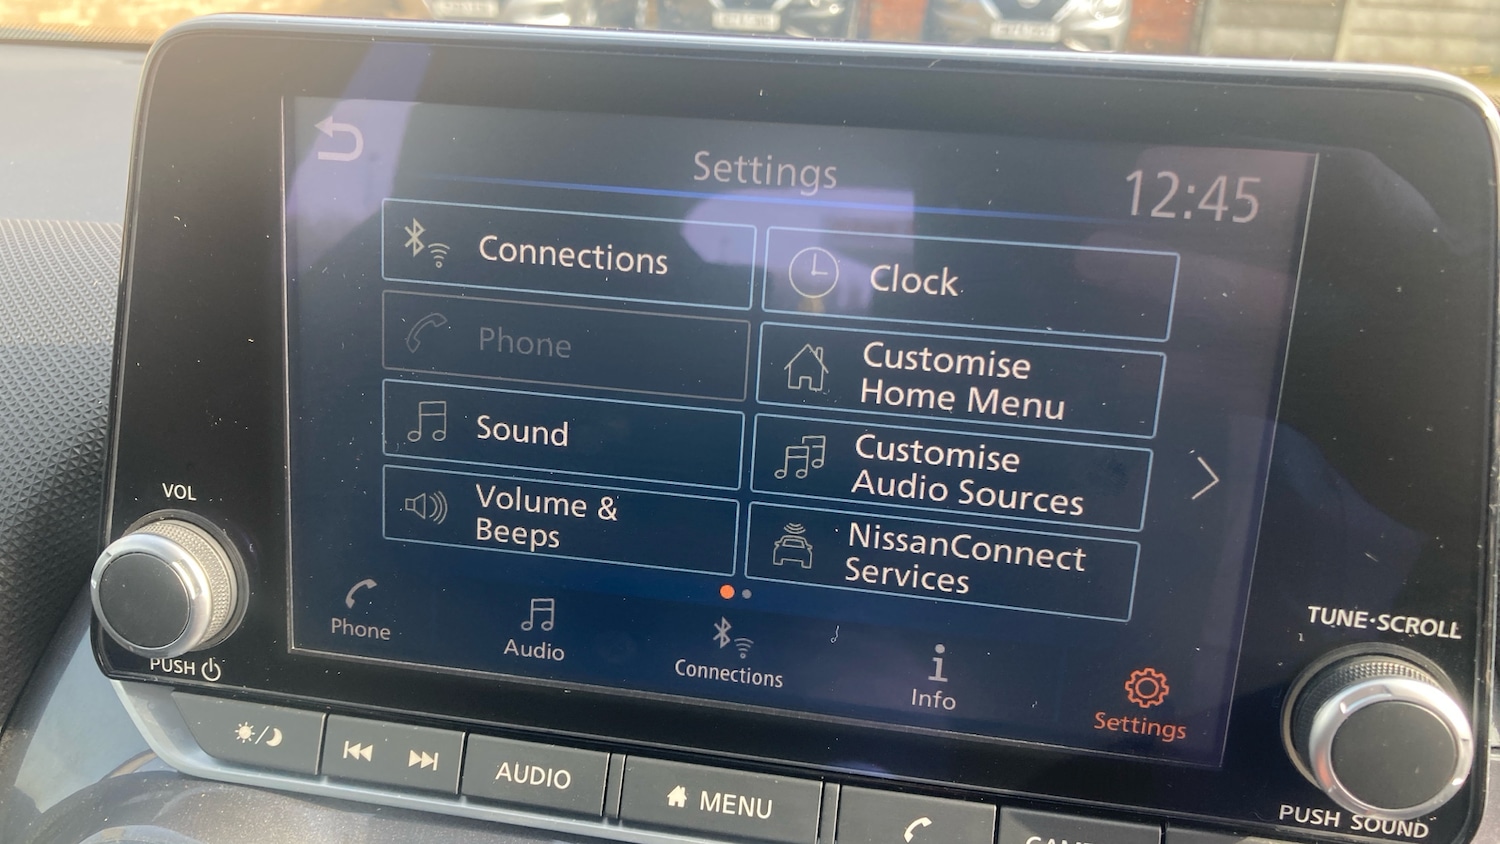 Settings
12:45
Connections
Clock
Phone
Customise
Home Menu
Sound
Customise
Audio Sources
Volume &
Beeps
NissanConnect
Services
Phone
Audio
Connections
Info
Settings
VOL
PUSH
TUNE·SCROLL
PUSH SOUND
AUDIO
MENU